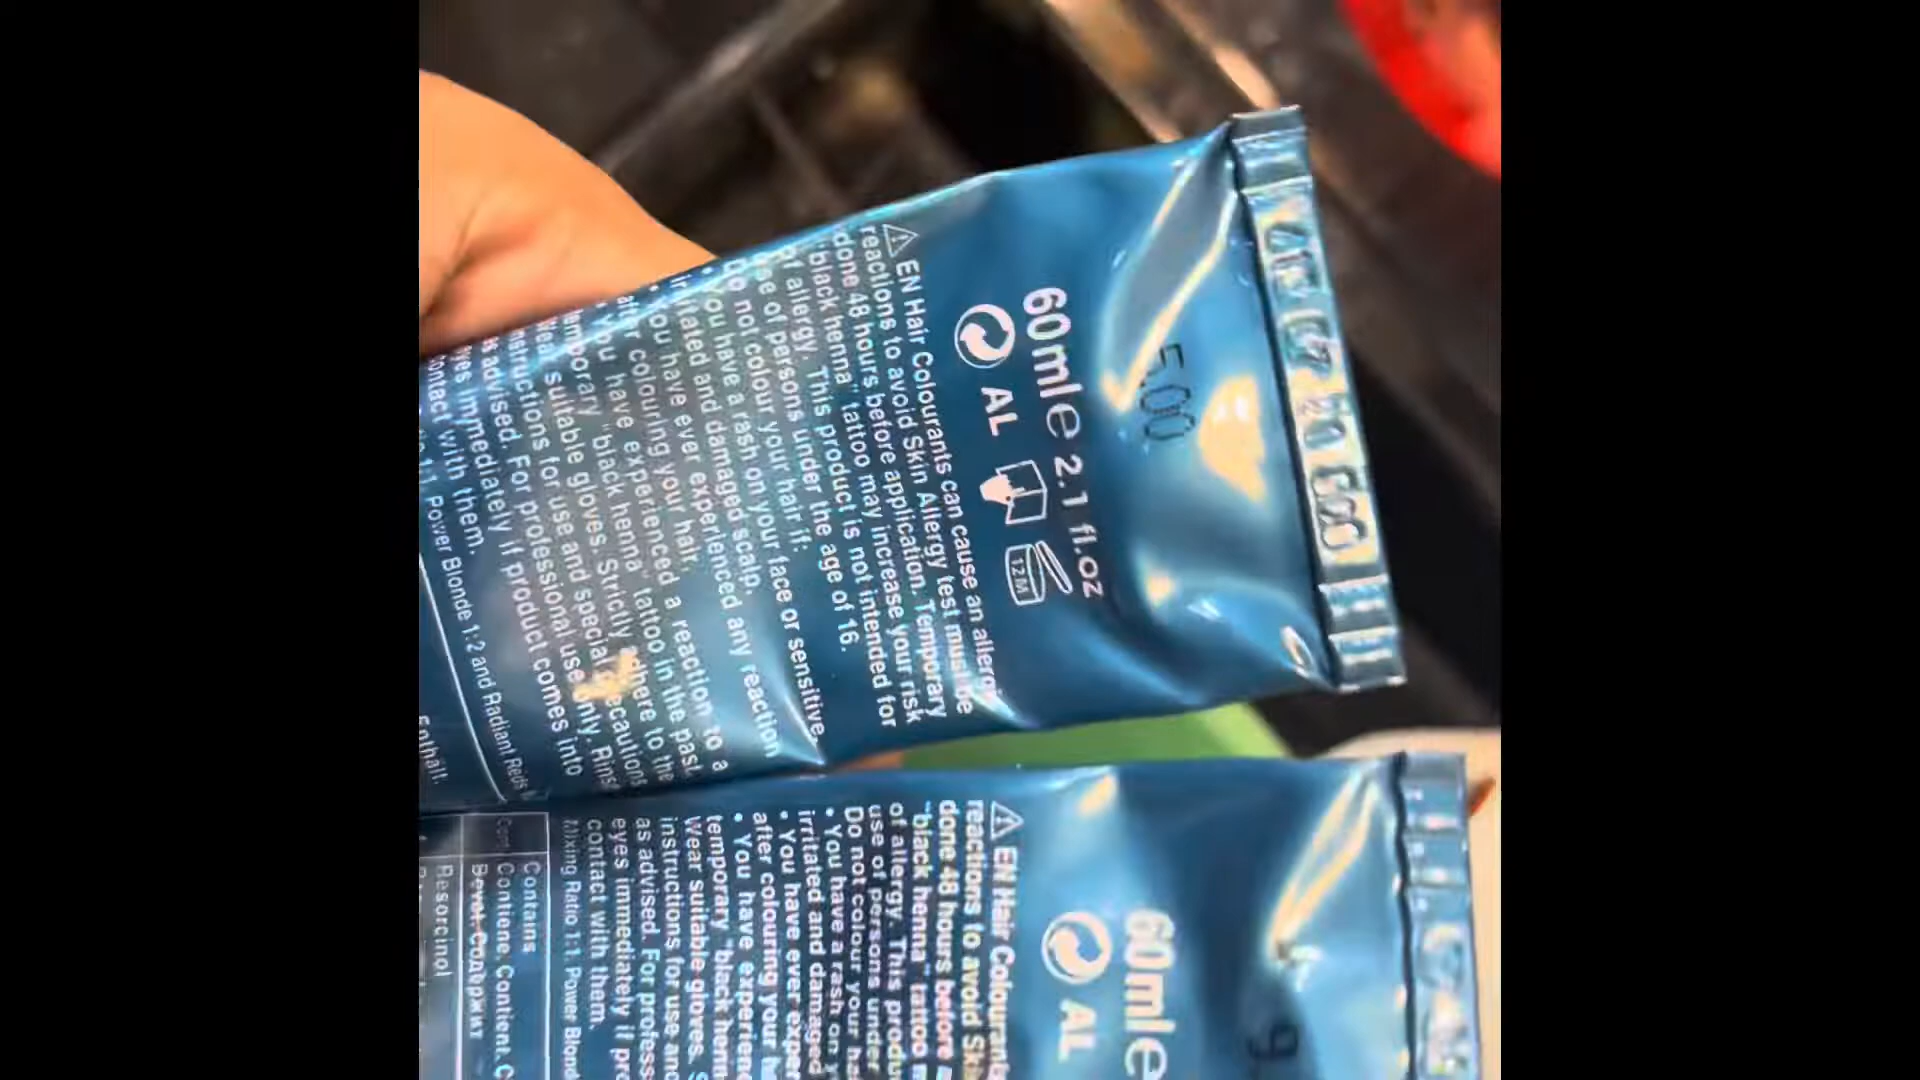 5.00
60ml e 2.1 fl.oz
AL
12 M
EN Hair Colourants can cause an allergic
reactions to avoid Skin Allergy test must be
done 48 hours before application. Temporary
"black henna" tattoo may increase your risk
of allergy. This product is not intended for
use of persons under the age of 16.
Do not colour your hair if:
• You have a rash on your face or sensitive,
irritated and damaged scalp.
• You have ever experienced any reaction
after colouring your hair.
• You have experienced a reaction to a
temporary "black henna" tattoo in the past.
Wear suitable gloves. Strictly adhere to the
instructions for use and special precautions
as advised. For professional use only. Rinse
eyes immediately if product comes into
contact with them.
1:1. Power Blonde 1:2 and Radiant Reds
Enthält:
60ml e
AL
EN Hair Colourants
reactions to avoid
done 48 hours before
"black henna" tattoo
of allergy. This
use of persons under
Do not colour your
• You have a rash on
irritated and damaged
• You have ever
after colouring your
• You have
temporary "black
Wear suitable gloves.
instructions for use and
as advised. For
eyes immediately if
contact with them.
Mixing Ratio 1:1. Power
Contains
Contiene, Contient,
Resorcinol